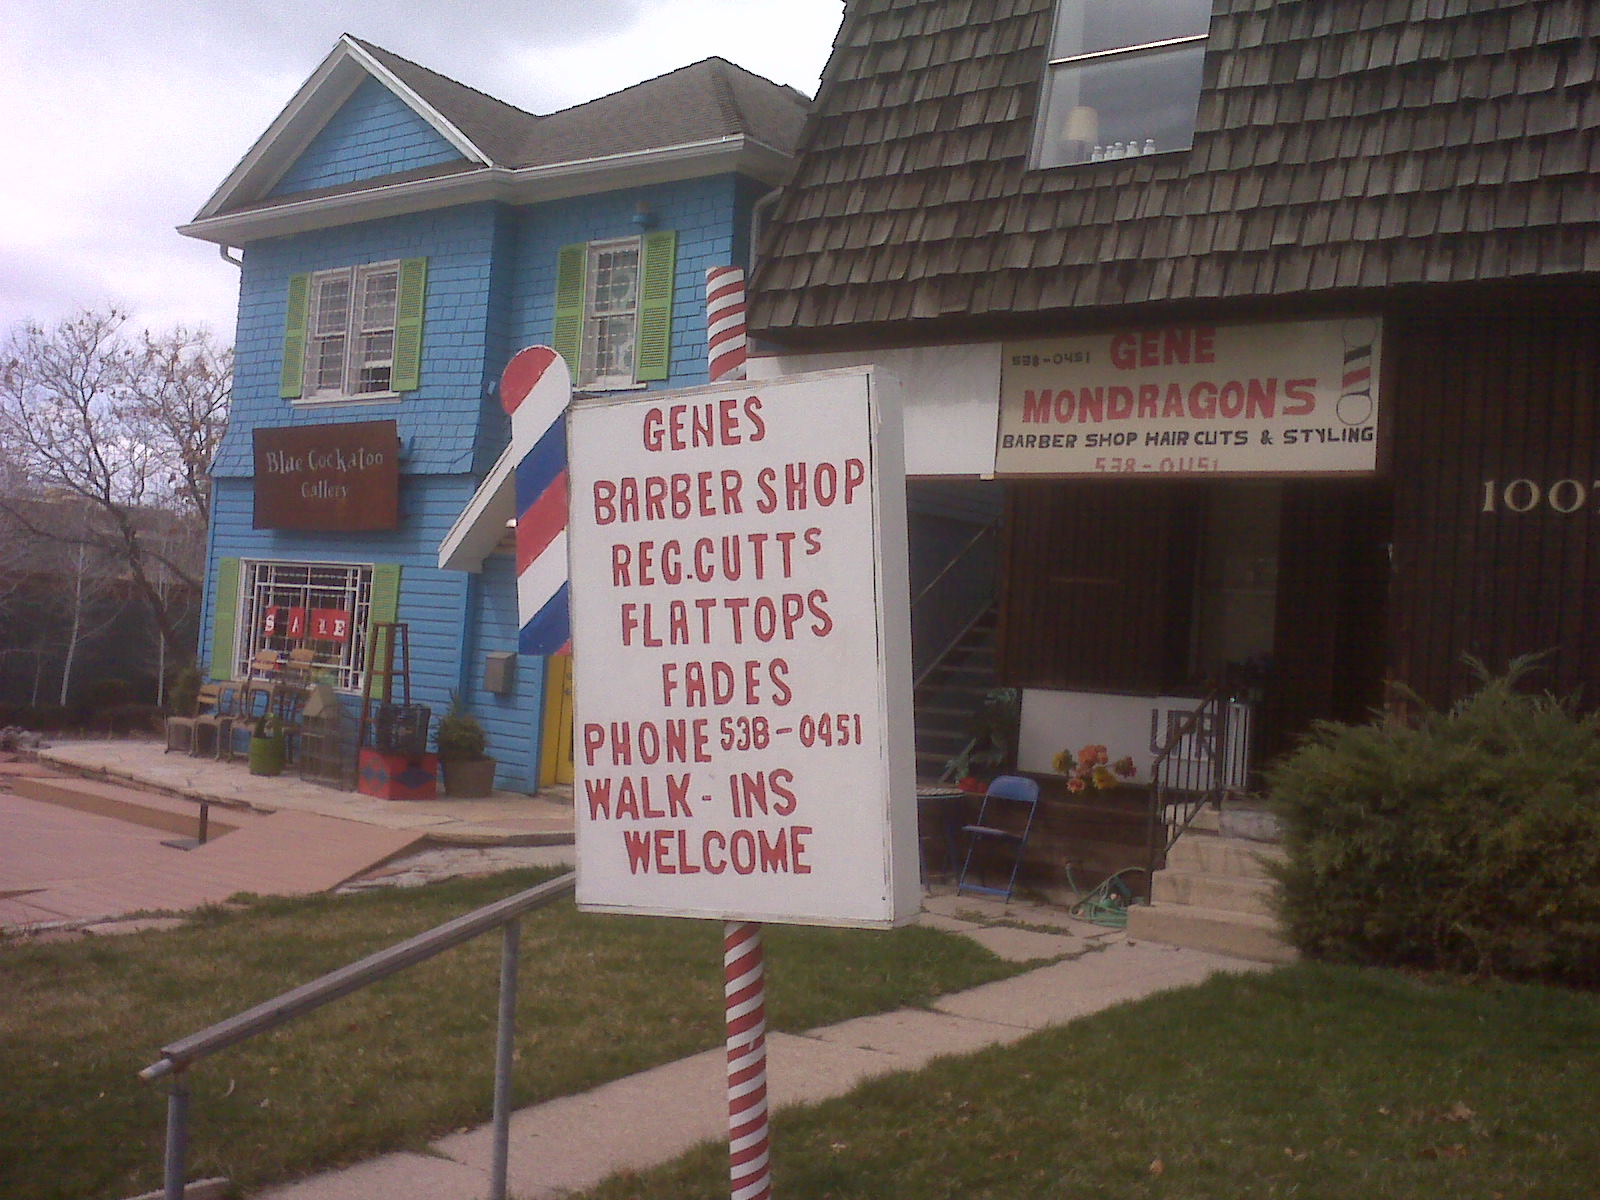 GENES
BARBER SHOP
REG.CUTTS
FLATTOPS
FADES
PHONE 538-0451
WALK-INS
WELCOME
538-0451 GENE
MONDRAGONS
BARBER SHOP HAIR CUTS & STYLING
538-0451
Blue Cockatoo
Gallery
SALE
100